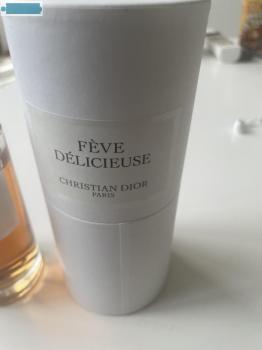 FÈVE
DÉLICIEUSE
CHRISTIAN DIOR
PARIS